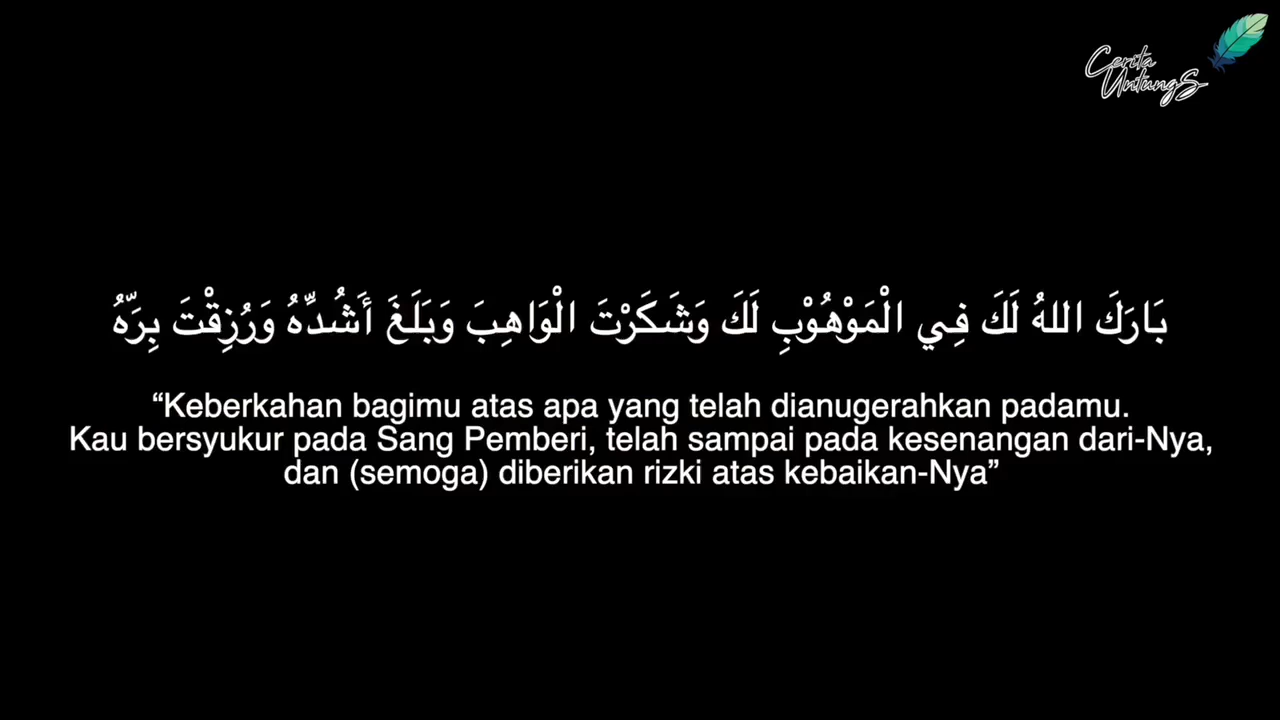 Cerita
UntungS
بَارَكَ اللهُ لَكَ فِي الْمَوْهُوْبِ لَكَ وَشَكَرْتَ الْوَاهِبَ وَبَلَغَ أَشُدَّهُ وَرُزِقْتَ بِرَّهُ
“Keberkahan bagimu atas apa yang telah dianugerahkan padamu.
Kau bersyukur pada Sang Pemberi, telah sampai pada kesenangan dari-Nya,
dan (semoga) diberikan rizki atas kebaikan-Nya”